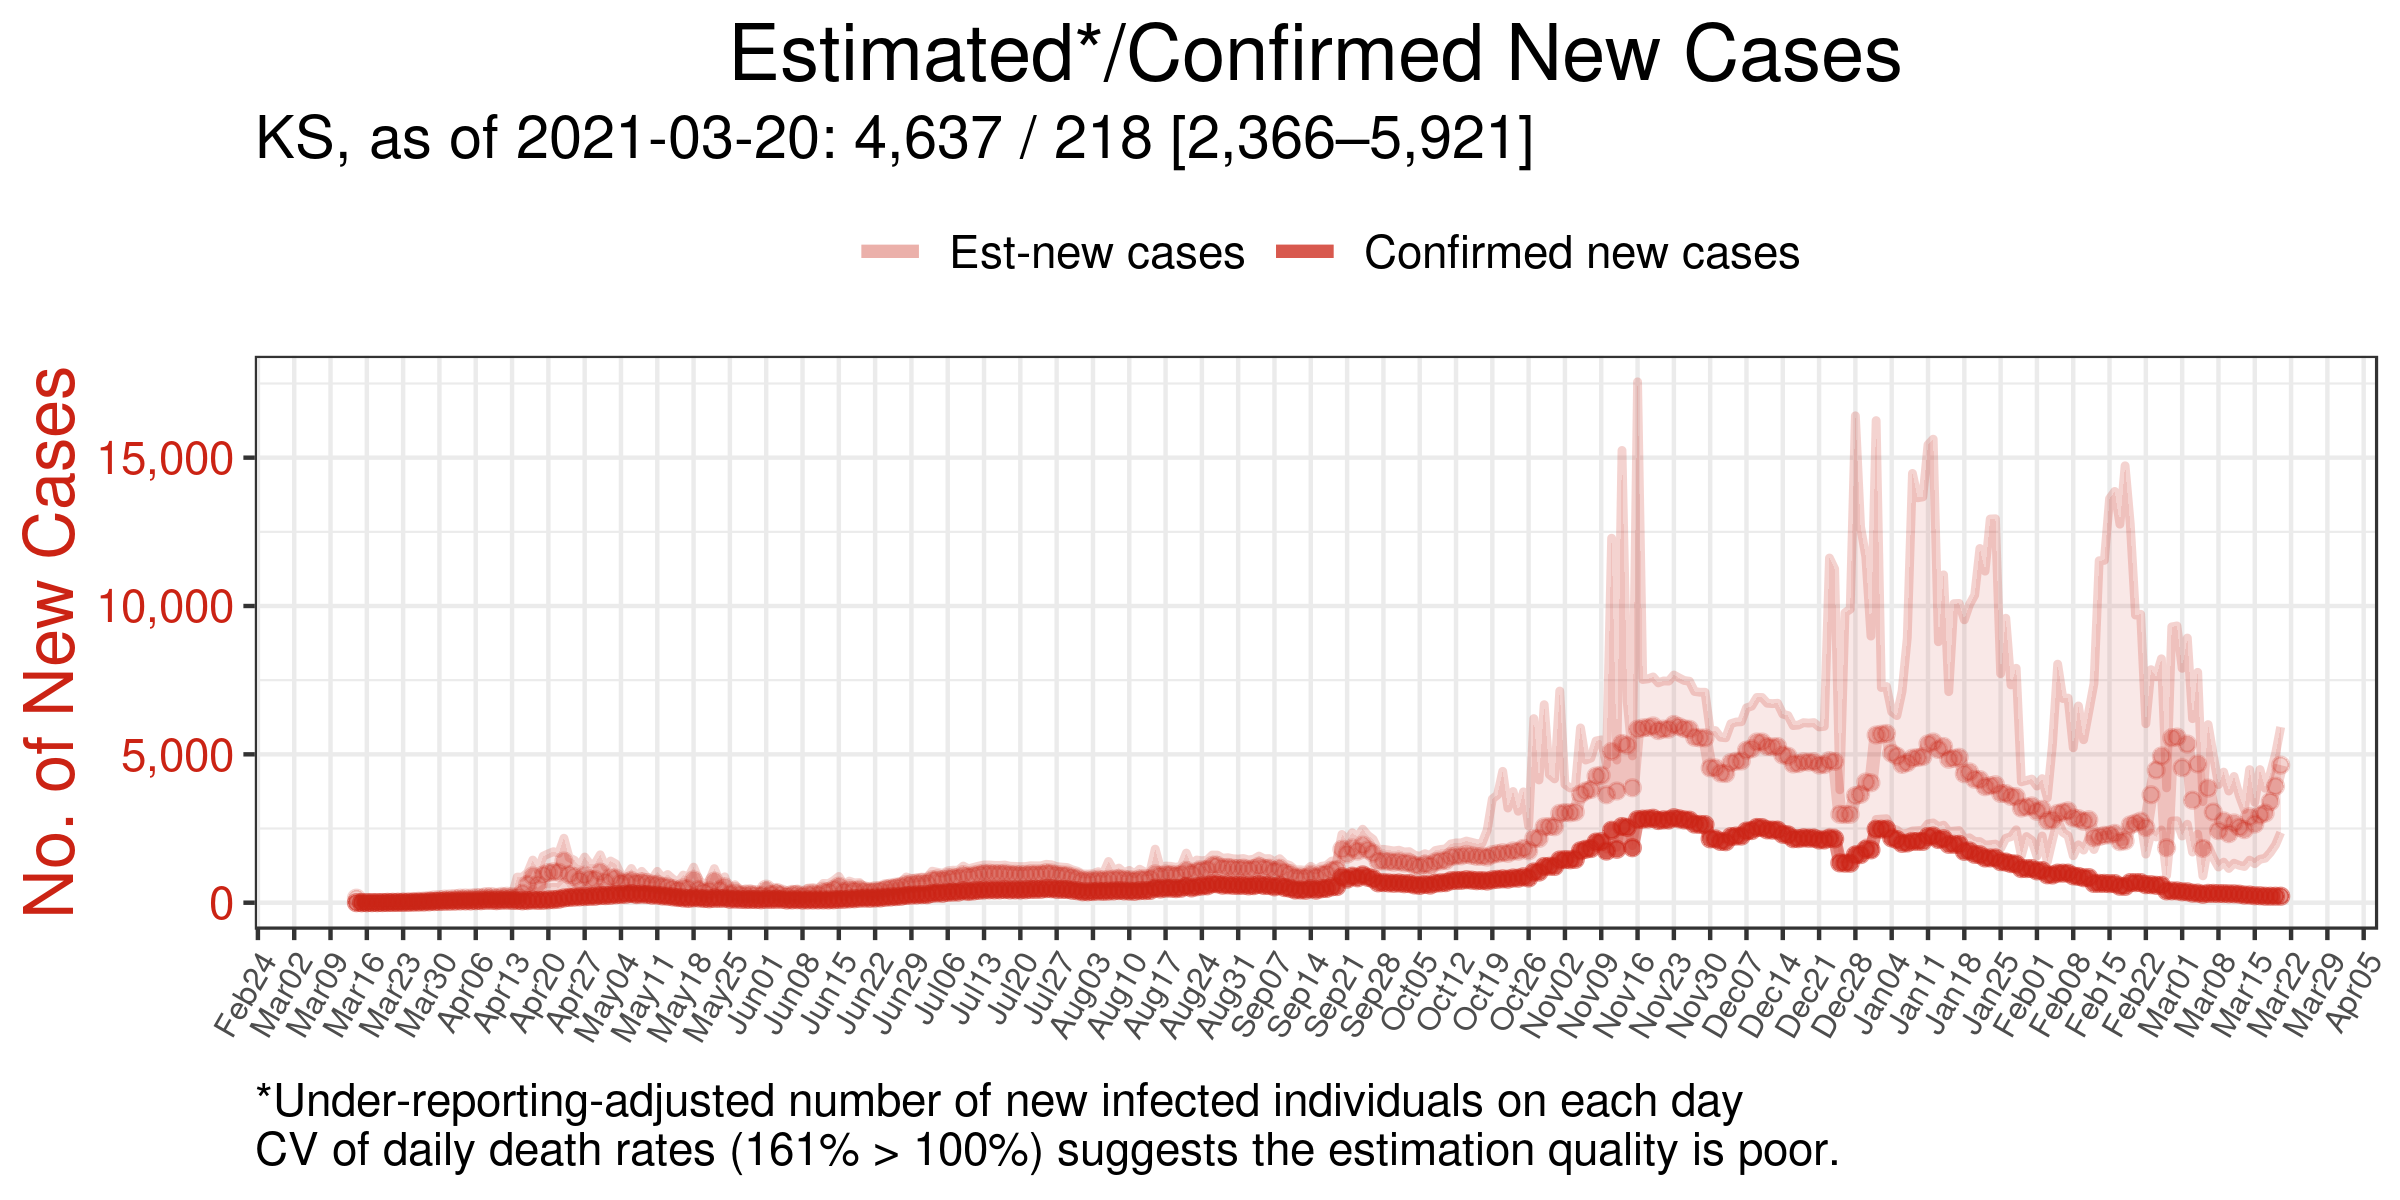 Estimated*/Confirmed New Cases
KS, as of 2021-03-20: 4,637 / 218 [2,366–5,921]
Est-new cases Confirmed new cases
No. of New Cases
15,000
10,000
5,000
0
Feb24 Mar02 Mar09 Mar16 Mar23 Mar30 Apr06 Apr13 Apr20 Apr27 May04 May11 May18 May25 Jun01 Jun08 Jun15 Jun22 Jun29 Jul06 Jul13 Jul20 Jul27 Aug03 Aug10 Aug17 Aug24 Aug31 Sep07 Sep14 Sep21 Sep28 Oct05 Oct12 Oct19 Oct26 Nov02 Nov09 Nov16 Nov23 Nov30 Dec07 Dec14 Dec21 Dec28 Jan04 Jan11 Jan18 Jan25 Feb01 Feb08 Feb15 Feb22 Mar01 Mar08 Mar15 Mar22 Mar29 Apr05
*Under-reporting-adjusted number of new infected individuals on each day
CV of daily death rates (161% > 100%) suggests the estimation quality is poor.